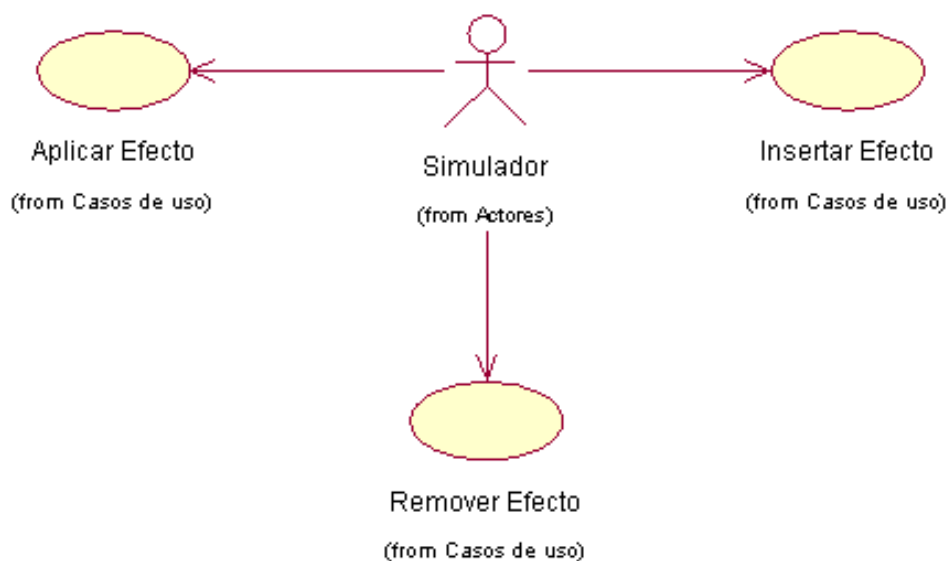 Aplicar Efecto
(from Casos de uso)
Simulador
(from Actores)
Insertar Efecto
(from Casos de uso)
Remover Efecto
(from Casos de uso)